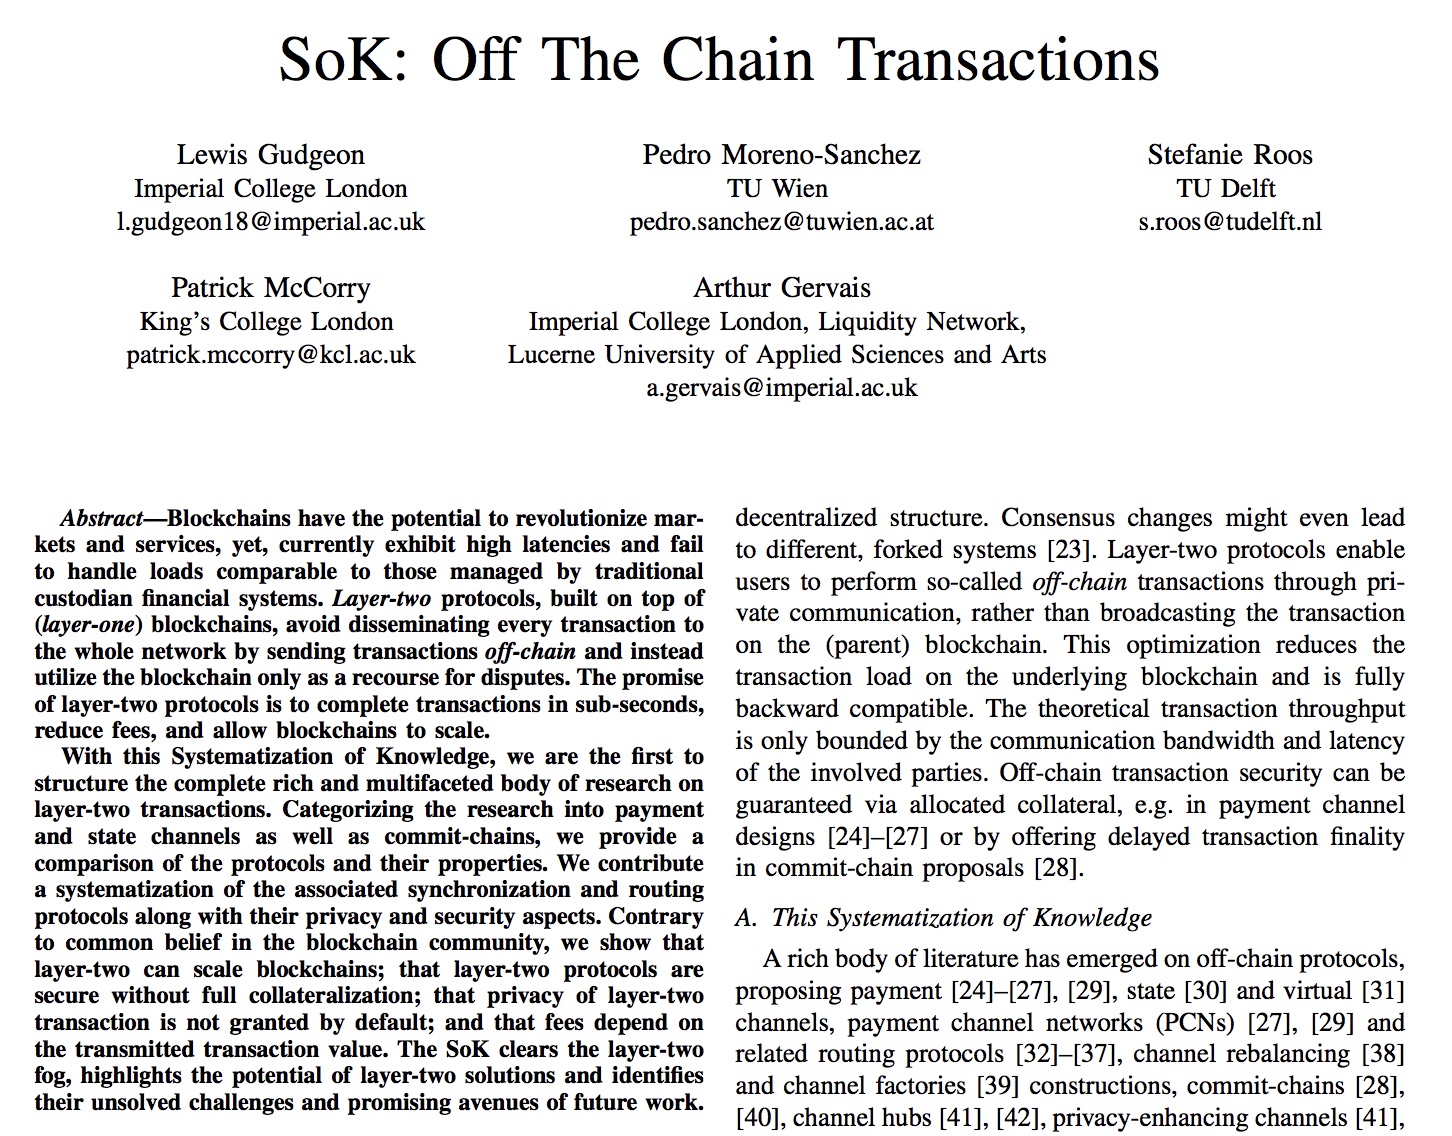 SoK: Off The Chain Transactions
Lewis Gudgeon
Imperial College London
l.gudgeon18@imperial.ac.uk
Pedro Moreno-Sanchez
TU Wien
pedro.sanchez@tuwien.ac.at
Stefanie Roos
TU Delft
s.roos@tudelft.nl
Patrick McCorry
King's College London
patrick.mccorry@kcl.ac.uk
Arthur Gervais
Imperial College London, Liquidity Network,
Lucerne University of Applied Sciences and Arts
a.gervais@imperial.ac.uk
Abstract—Blockchains have the potential to revolutionize mar-
kets and services, yet, currently exhibit high latencies and fail
to handle loads comparable to those managed by traditional
custodian financial systems. Layer-two protocols, built on top of
(layer-one) blockchains, avoid disseminating every transaction to
the whole network by sending transactions off-chain and instead
utilize the blockchain only as a recourse for disputes. The promise
of layer-two protocols is to complete transactions in sub-seconds,
reduce fees, and allow blockchains to scale.
With this Systematization of Knowledge, we are the first to
structure the complete rich and multifaceted body of research on
layer-two transactions. Categorizing the research into payment
and state channels as well as commit-chains, we provide a
comparison of the protocols and their properties. We contribute
a systematization of the associated synchronization and routing
protocols along with their privacy and security aspects. Contrary
to common belief in the blockchain community, we show that
layer-two can scale blockchains; that layer-two protocols are
secure without full collateralization; that privacy of layer-two
transaction is not granted by default; and that fees depend on
the transmitted transaction value. The SoK clears the layer-two
fog, highlights the potential of layer-two solutions and identifies
their unsolved challenges and promising avenues of future work.
decentralized structure. Consensus changes might even lead
to different, forked systems [23]. Layer-two protocols enable
users to perform so-called off-chain transactions through pri-
vate communication, rather than broadcasting the transaction
on the (parent) blockchain. This optimization reduces the
transaction load on the underlying blockchain and is fully
backward compatible. The theoretical transaction throughput
is only bounded by the communication bandwidth and latency
of the involved parties. Off-chain transaction security can be
guaranteed via allocated collateral, e.g. in payment channel
designs [24]–[27] or by offering delayed transaction finality
in commit-chain proposals [28].
A. This Systematization of Knowledge
A rich body of literature has emerged on off-chain protocols,
proposing payment [24]–[27], [29], state [30] and virtual [31]
channels, payment channel networks (PCNs) [27], [29] and
related routing protocols [32]–[37], channel rebalancing [38]
and channel factories [39] constructions, commit-chains [28],
[40], channel hubs [41], [42], privacy-enhancing channels [41],